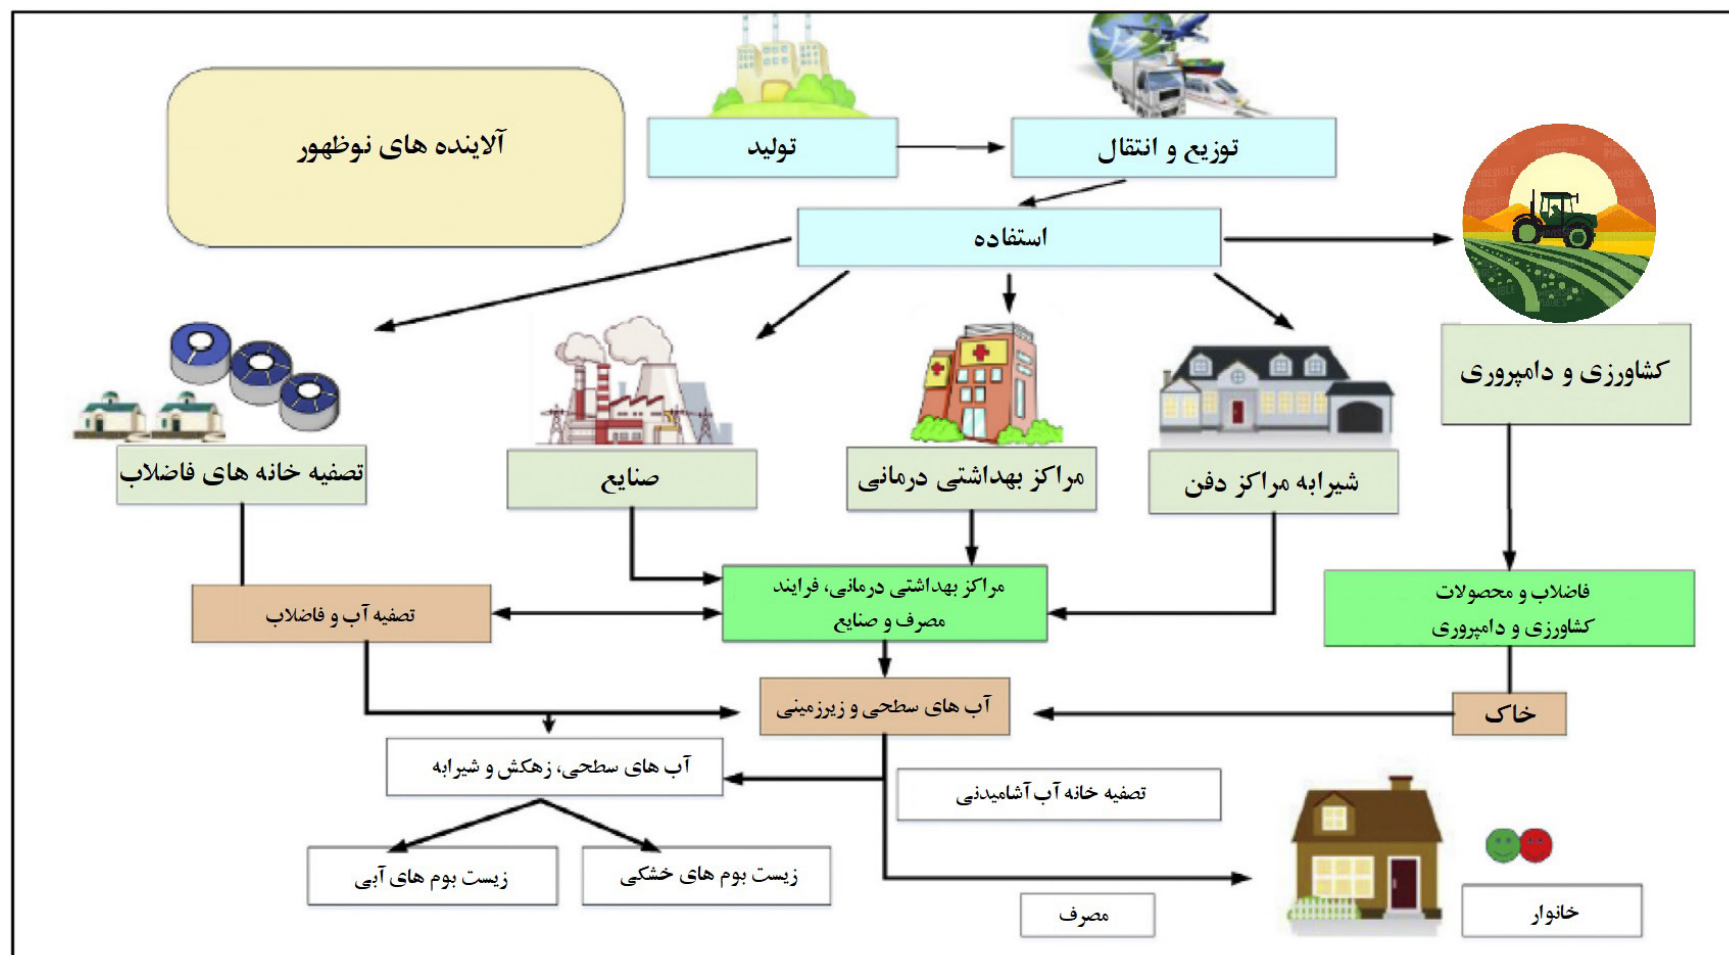 آلاینده های نوظهور
تولید
توزیع و انتقال
استفاده
کشاورزی و دامپروری
تصفیه خانه های فاضلاب
صنایع
مراکز بهداشتی درمانی
شیرابه مراکز دفن
تصفیه آب و فاضلاب
مراکز بهداشتی درمانی، فرایند
مصرف و صنایع
فاضلاب و محصولات
کشاورزی و دامپروری
آب های سطحی و زیرزمینی
خاک
آب های سطحی، زهکش و شیرابه
تصفیه خانه آب آشامیدنی
زیست بوم های آبی
زیست بوم های خشکی
مصرف
خانوار